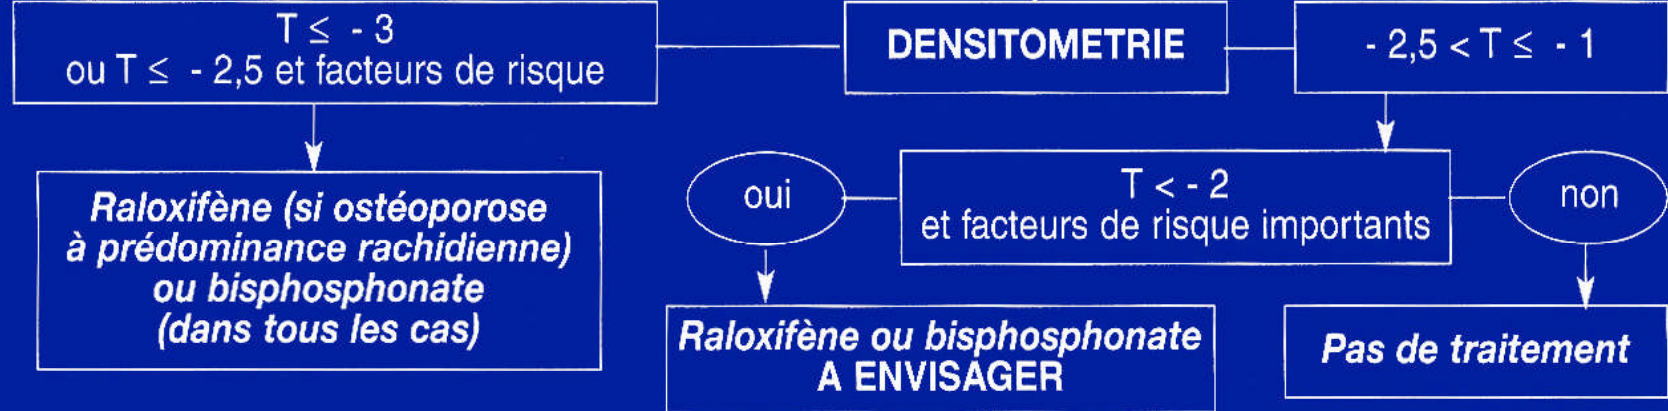 T ≤ - 3
ou T ≤ - 2,5 et facteurs de risque
DENSITOMETRIE
- 2,5 < T ≤ - 1
Raloxifène (si ostéoporose
à prédominance rachidienne)
ou bisphosphonate
(dans tous les cas)
oui
T < - 2
et facteurs de risque importants
non
Raloxifène ou bisphosphonate
A ENVISAGER
Pas de traitement